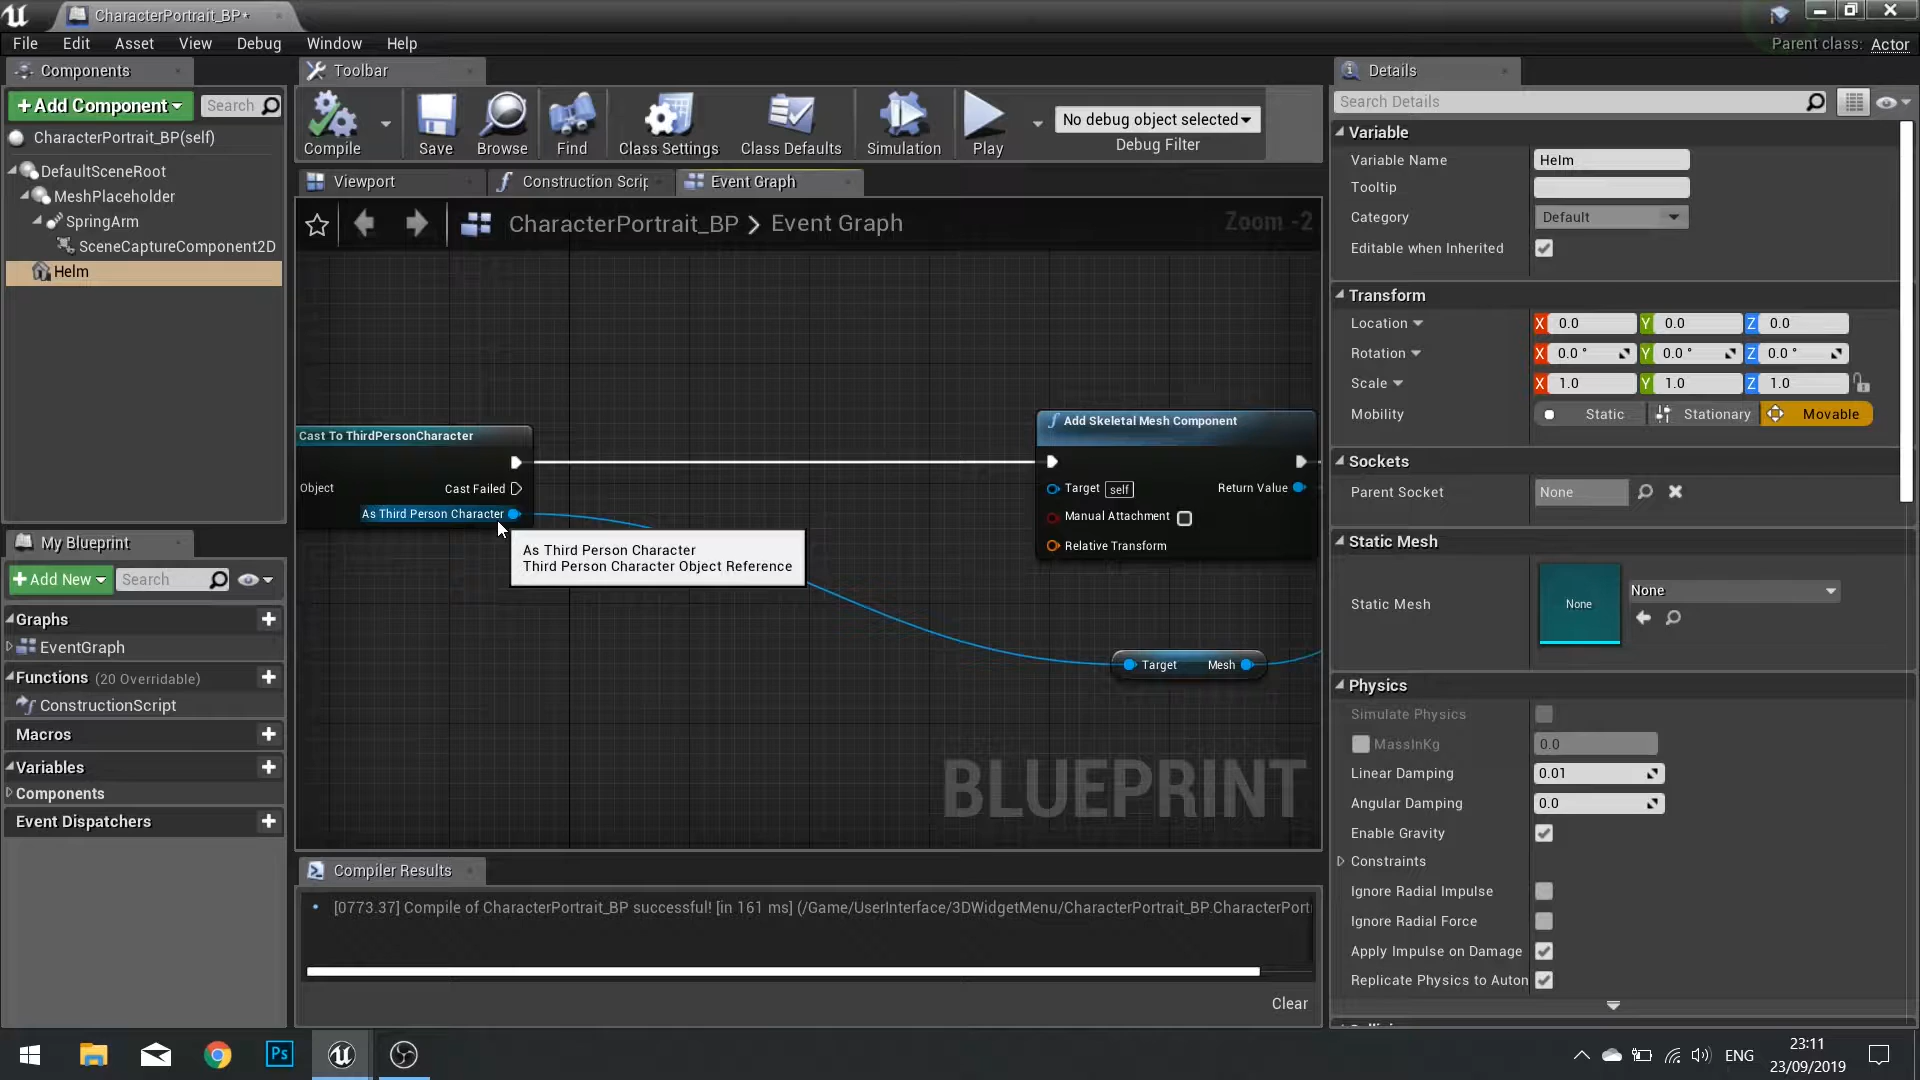 CharacterPortrait_BP*
File Edit Asset View Debug Window Help
Parent class: Actor
Components
+Add Component
Search
CharacterPortrait_BP(self)
DefaultSceneRoot
MeshPlaceholder
SpringArm
SceneCaptureComponent2D
Helm
My Blueprint
+Add New
Search
Graphs
EventGraph
Functions (20 Overridable)
ConstructionScript
Macros
Variables
Components
Event Dispatchers
Toolbar
Compile
Save
Browse
Find
Class Settings
Class Defaults
Simulation
Play
No debug object selected
Debug Filter
Viewport
Construction Scrip
Event Graph
CharacterPortrait_BP > Event Graph
Zoom -2
Cast To ThirdPersonCharacter
Object
Cast Failed
As Third Person Character
As Third Person Character
Third Person Character Object Reference
Add Skeletal Mesh Component
Target self
Return Value
Manual Attachment
Relative Transform
Target Mesh
BLUEPRINT
Compiler Results
[0773.37] Compile of CharacterPortrait_BP successful! [in 161 ms] (/Game/UserInterface/3DWidgetMenu/CharacterPortrait_BP.CharacterPort
Clear
Details
Search Details
Variable
Variable Name Helm
Tooltip
Category Default
Editable when Inherited
Transform
Location X 0.0 Y 0.0 Z 0.0
Rotation X 0.0 ° Y 0.0 ° Z 0.0 °
Scale X 1.0 Y 1.0 Z 1.0
Mobility Static Stationary Movable
Sockets
Parent Socket None
Static Mesh
Static Mesh None None
Physics
Simulate Physics
MassInKg 0.0
Linear Damping 0.01
Angular Damping 0.0
Enable Gravity
Constraints
Ignore Radial Impulse
Ignore Radial Force
Apply Impulse on Damage
Replicate Physics to Auton
Ps
ENG
23:11
23/09/2019